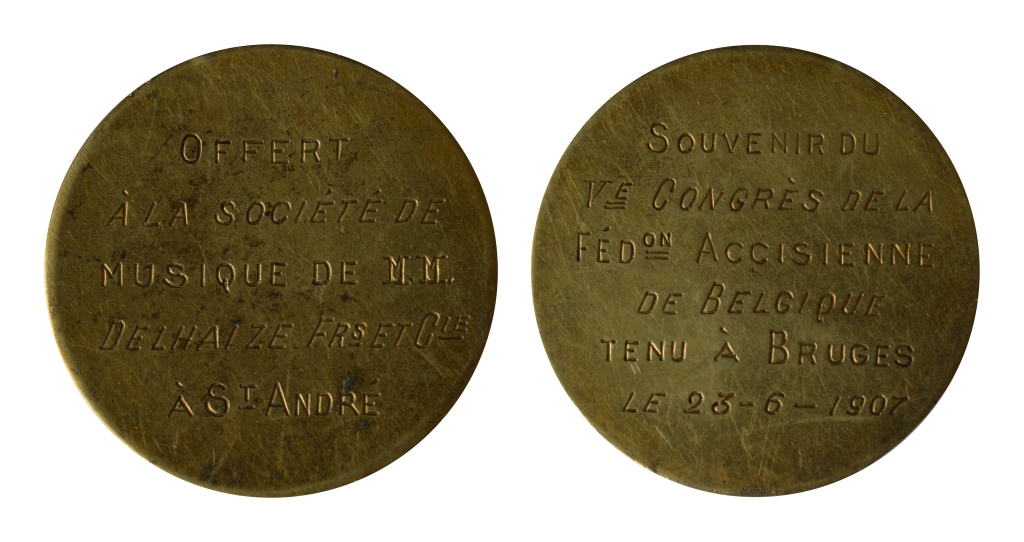 OFFERT
À LA SOCIÉTÉ DE
MUSIQUE DE M.M.
DELHAIZE FRS ET CIE
À ST ANDRÉ
SOUVENIR DU
VE CONGRÈS DE LA
FÉDON ACCISIENNE
DE BELGIQUE
TENU À BRUGES
LE 23-6-1907